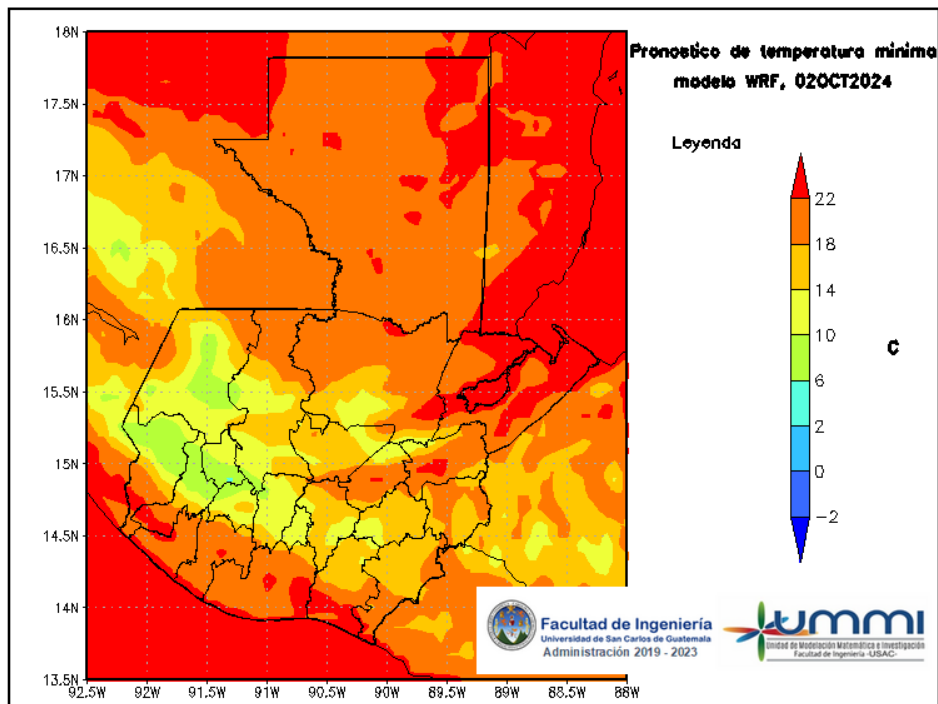 Pronostico de temperatura minima
modelo WRF, 02OCT2024
Leyenda
22
18
14
10
6
2
0
-2
C
18N
17.5N
17N
16.5N
16N
15.5N
15N
14.5N
14N
13.5N
92.5W
92W
91.5W
91W
90.5W
90W
89.5W
89W
88.5W
88W
Facultad de Ingeniería
Universidad de San Carlos de Guatemala
Administración 2019 - 2023
UMMI
Unidad de Modelación Matemática e Investigación
Facultad de Ingeniería -USAC-